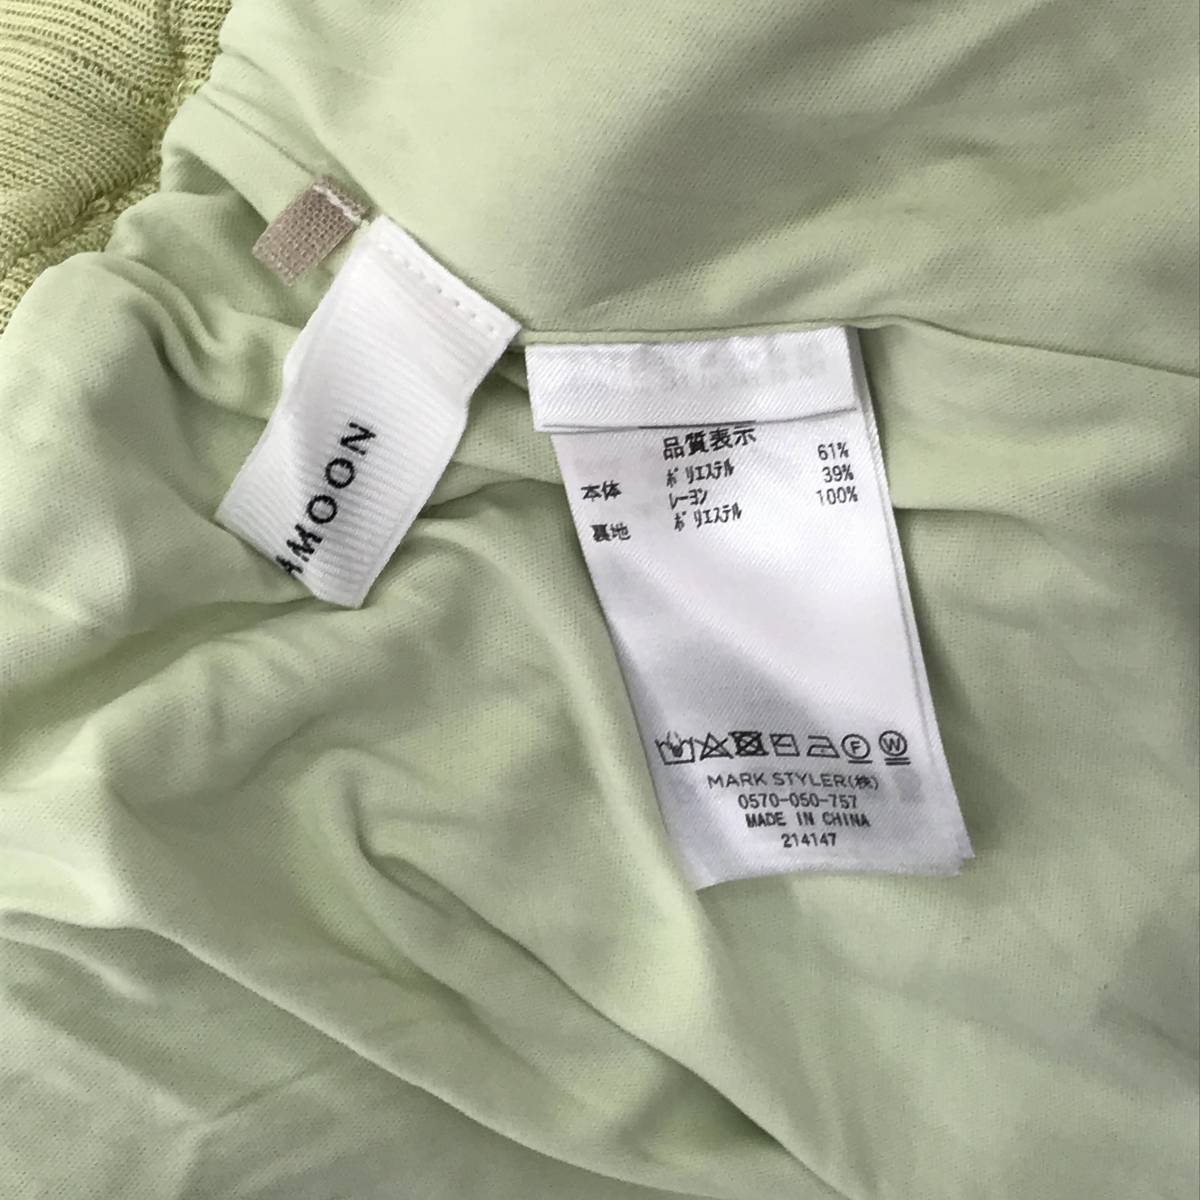 AMOON
品質表示
本体 ポリエステル 61%
レーヨン 39%
裏地 ポリエステル 100%
F W
MARK STYLER(株)
0570-050-757
MADE IN CHINA
214147